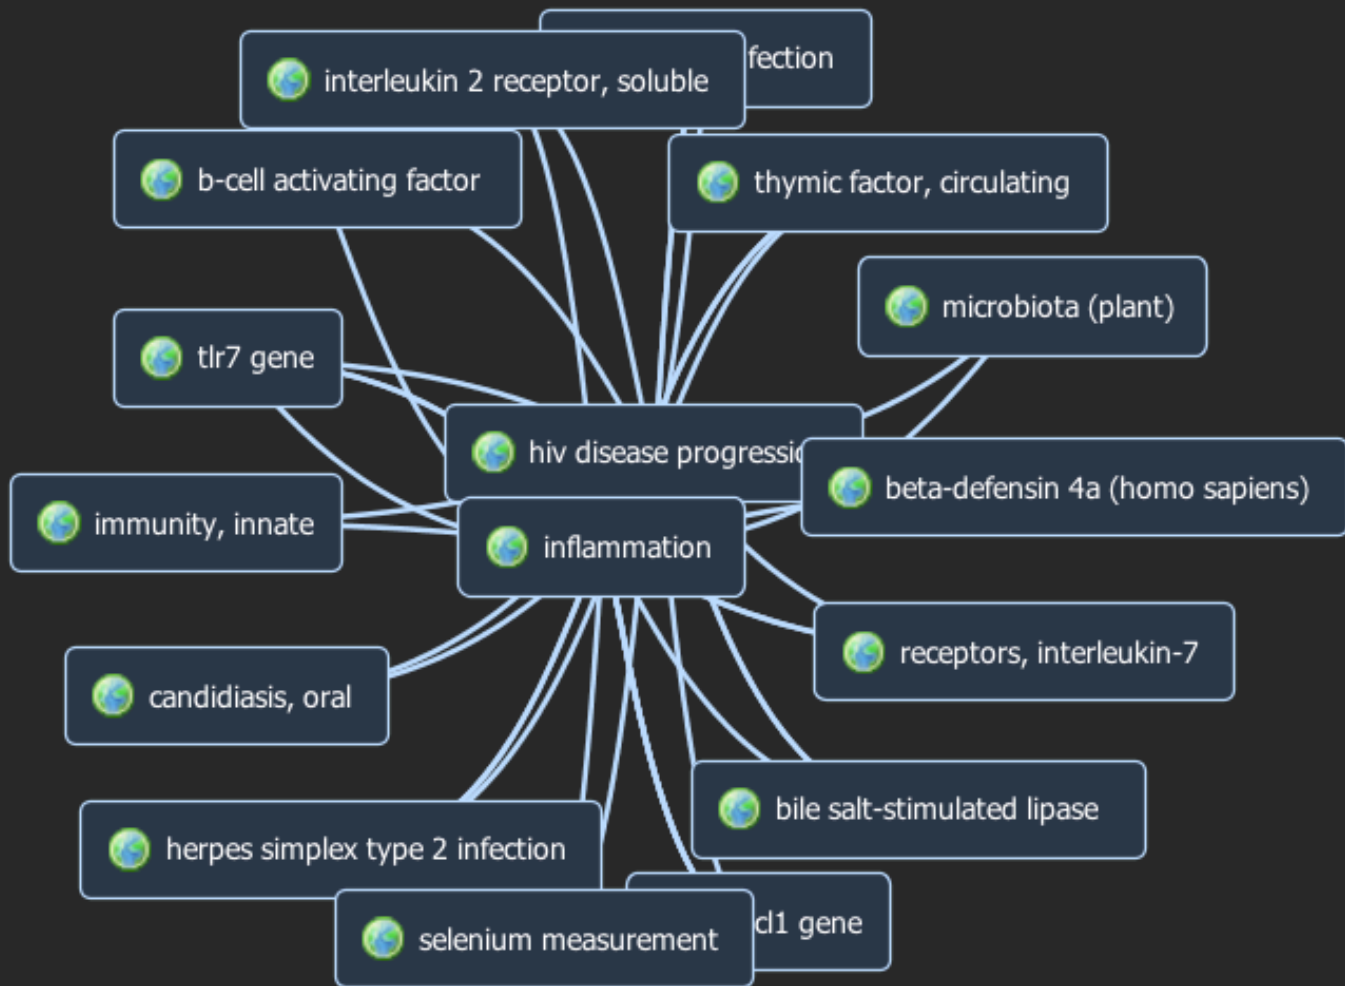 fection
interleukin 2 receptor, soluble
b-cell activating factor
thymic factor, circulating
microbiota (plant)
tlr7 gene
hiv disease progressio
beta-defensin 4a (homo sapiens)
immunity, innate
inflammation
receptors, interleukin-7
candidiasis, oral
bile salt-stimulated lipase
herpes simplex type 2 infection
cl1 gene
selenium measurement